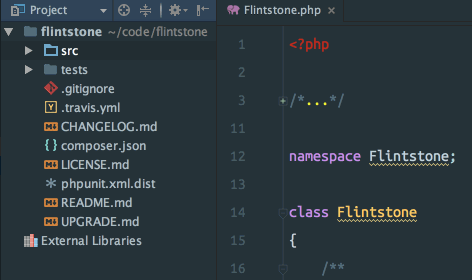 Project
flintstone ~/code/flintstone
src
tests
.gitignore
.travis.yml
CHANGELOG.md
composer.json
LICENSE.md
phpunit.xml.dist
README.md
UPGRADE.md
External Libraries
Flintstone.php ×
1 <?php
2
3 /*...*/
11
12 namespace Flintstone;
13
14 class Flintstone
15 {
16 /**